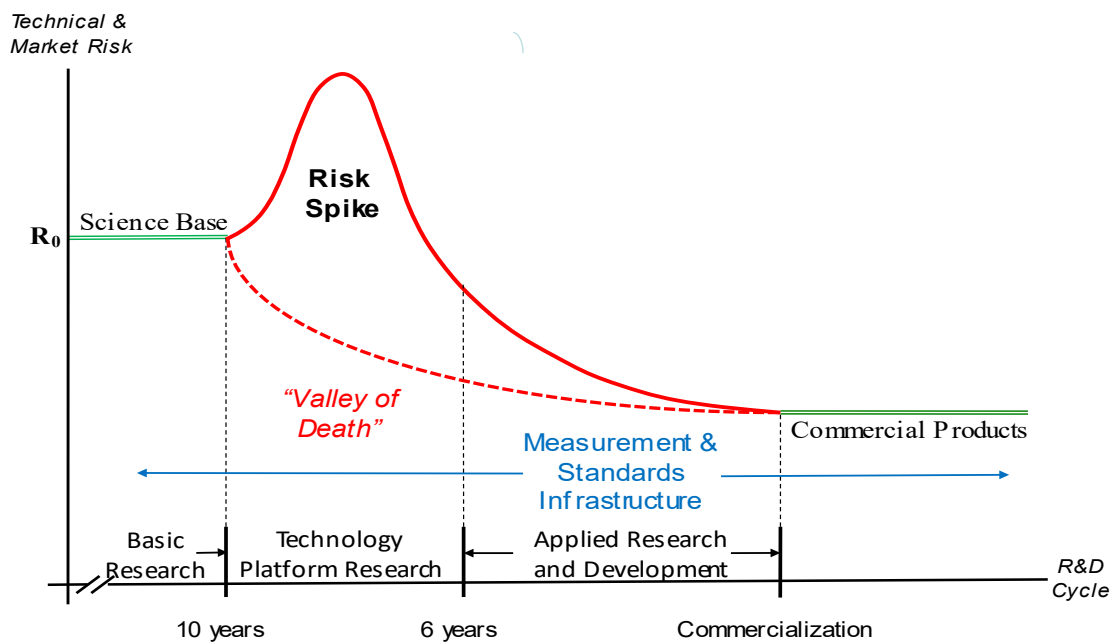 Technical &
Market Risk
Risk
Spike
Science Base
R₀
"Valley of
Death"
Commercial Products
Measurement &
Standards
Infrastructure
Basic
Research
Technology
Platform Research
Applied Research
and Development
R&D
Cycle
10 years
6 years
Commercialization